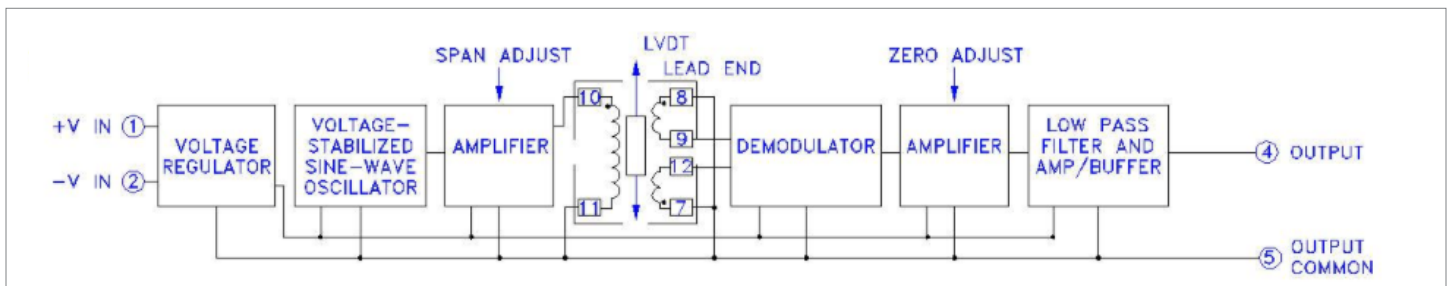 SPAN ADJUST
LVDT
LEAD END
ZERO ADJUST
+V IN 1
-V IN 2
VOLTAGE
REGULATOR
VOLTAGE-
STABILIZED
SINE-WAVE
OSCILLATOR
AMPLIFIER
10
11
8
9
12
7
DEMODULATOR
AMPLIFIER
LOW PASS
FILTER AND
AMP/BUFFER
4 OUTPUT
5 OUTPUT
COMMON